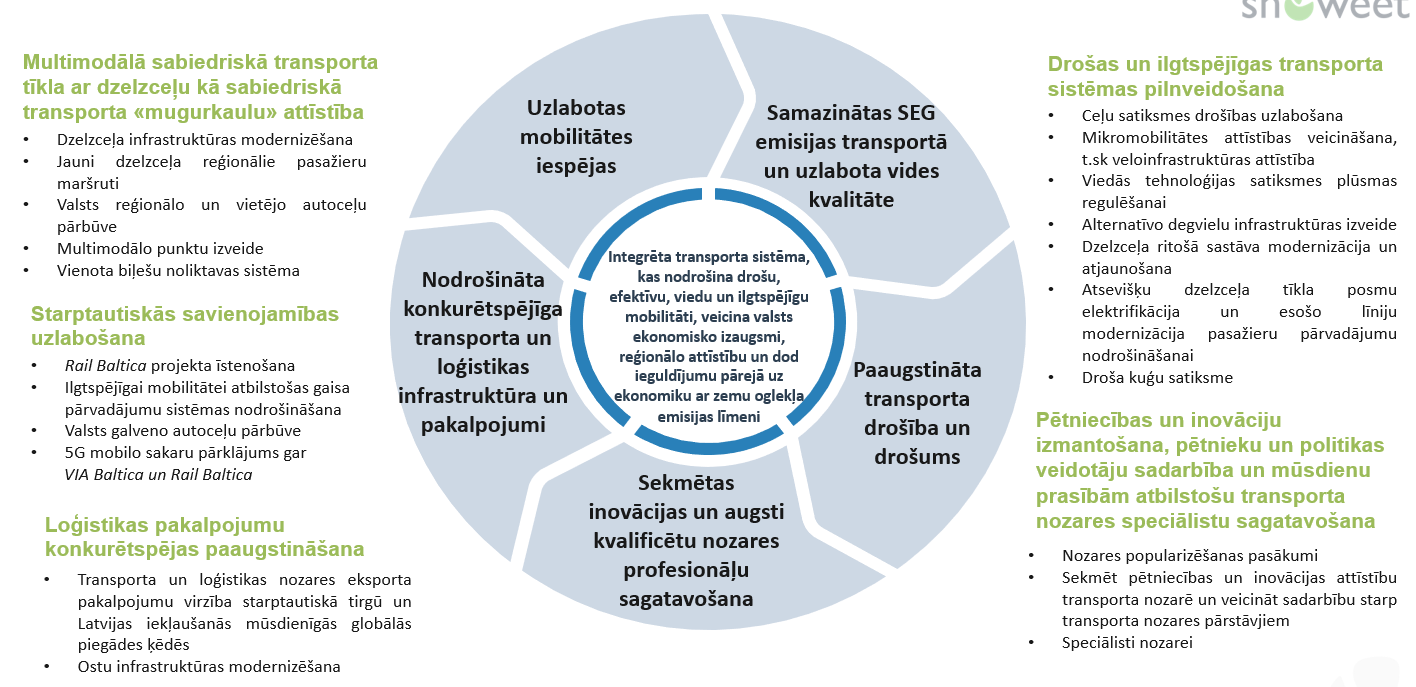 Multimodālā sabiedriskā transporta
tīkla ar dzelzceļu kā sabiedriskā
transporta «mugurkaulu» attīstība
• Dzelzceļa infrastruktūras modernizēšana
• Jauni dzelzceļa reģionālie pasažieru
maršruti
• Valsts reģionālo un vietējo autoceļu
pārbūve
• Multimodālo punktu izveide
• Vienota biļešu noliktavas sistēma
Starptautiskās savienojamības
uzlabošana
• Rail Baltica projekta īstenošana
• Ilgtspējīgai mobilitātei atbilstošas gaisa
pārvadājumu sistēmas nodrošināšana
• Valsts galveno autoceļu pārbūve
• 5G mobilo sakaru pārklājums gar
VIA Baltica un Rail Baltica
Loģistikas pakalpojumu
konkurētspējas paaugstināšana
• Transporta un loģistikas nozares eksporta
pakalpojumu virzība starptautiskā tirgū un
Latvijas iekļaušanās mūsdienīgās globālās
piegādes ķēdēs
• Ostu infrastruktūras modernizēšana
Uzlabotas
mobilitātes
iespējas
Samazinātas SEG
emisijas transportā
un uzlabota vides
kvalitāte
Nodrošināta
konkurētspējīga
transporta un
loģistikas
infrastruktūra un
pakalpojumi
Integrēta transporta sistēma,
kas nodrošina drošu,
efektīvu, viedu un ilgtspējīgu
mobilitāti, veicina valsts
ekonomisko izaugsmi,
reģionālo attīstību un dod
ieguldījumu pārejā uz
ekonomiku ar zemu oglekļa
emisijas līmeni
Paaugstināta
transporta
drošība un
drošums
Sekmētas
inovācijas un augsti
kvalificētu nozares
profesionāļu
sagatavošana
showeet
Drošas un ilgtspējīgas transporta
sistēmas pilnveidošana
• Ceļu satiksmes drošības uzlabošana
• Mikromobilitātes attīstības veicināšana,
t.sk veloinfrastruktūras attīstība
• Viedās tehnoloģijas satiksmes plūsmas
regulēšanai
• Alternatīvo degvielu infrastruktūras izveide
• Dzelzceļa ritošā sastāva modernizācija un
atjaunošana
• Atsevišķu dzelzceļa tīkla posmu
elektrifikācija un esošo līniju
modernizācija pasažieru pārvadājumu
nodrošināšanai
• Droša kuģu satiksme
Pētniecības un inovāciju
izmantošana, pētnieku un politikas
veidotāju sadarbība un mūsdienu
prasībām atbilstošu transporta
nozares speciālistu sagatavošana
• Nozares popularizēšanas pasākumi
• Sekmēt pētniecības un inovācijas attīstību
transporta nozarē un veicināt sadarbību starp
transporta nozares pārstāvjiem
• Speciālisti nozarei